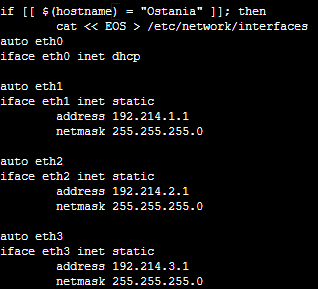 if [[ $(hostname) = "Ostania" ]]; then
        cat << EOS > /etc/network/interfaces
auto eth0
iface eth0 inet dhcp

auto eth1
iface eth1 inet static
        address 192.214.1.1
        netmask 255.255.255.0

auto eth2
iface eth2 inet static
        address 192.214.2.1
        netmask 255.255.255.0

auto eth3
iface eth3 inet static
        address 192.214.3.1
        netmask 255.255.255.0